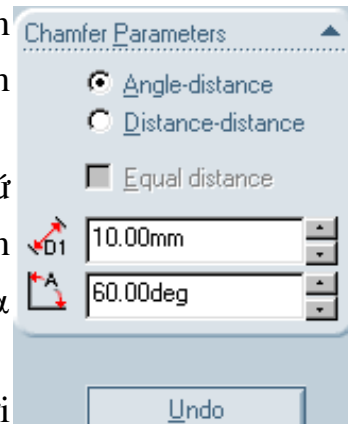 Chamfer Parameters
Angle-distance
Distance-distance
Equal distance
D1 10.00mm
A 60.00deg
Undo